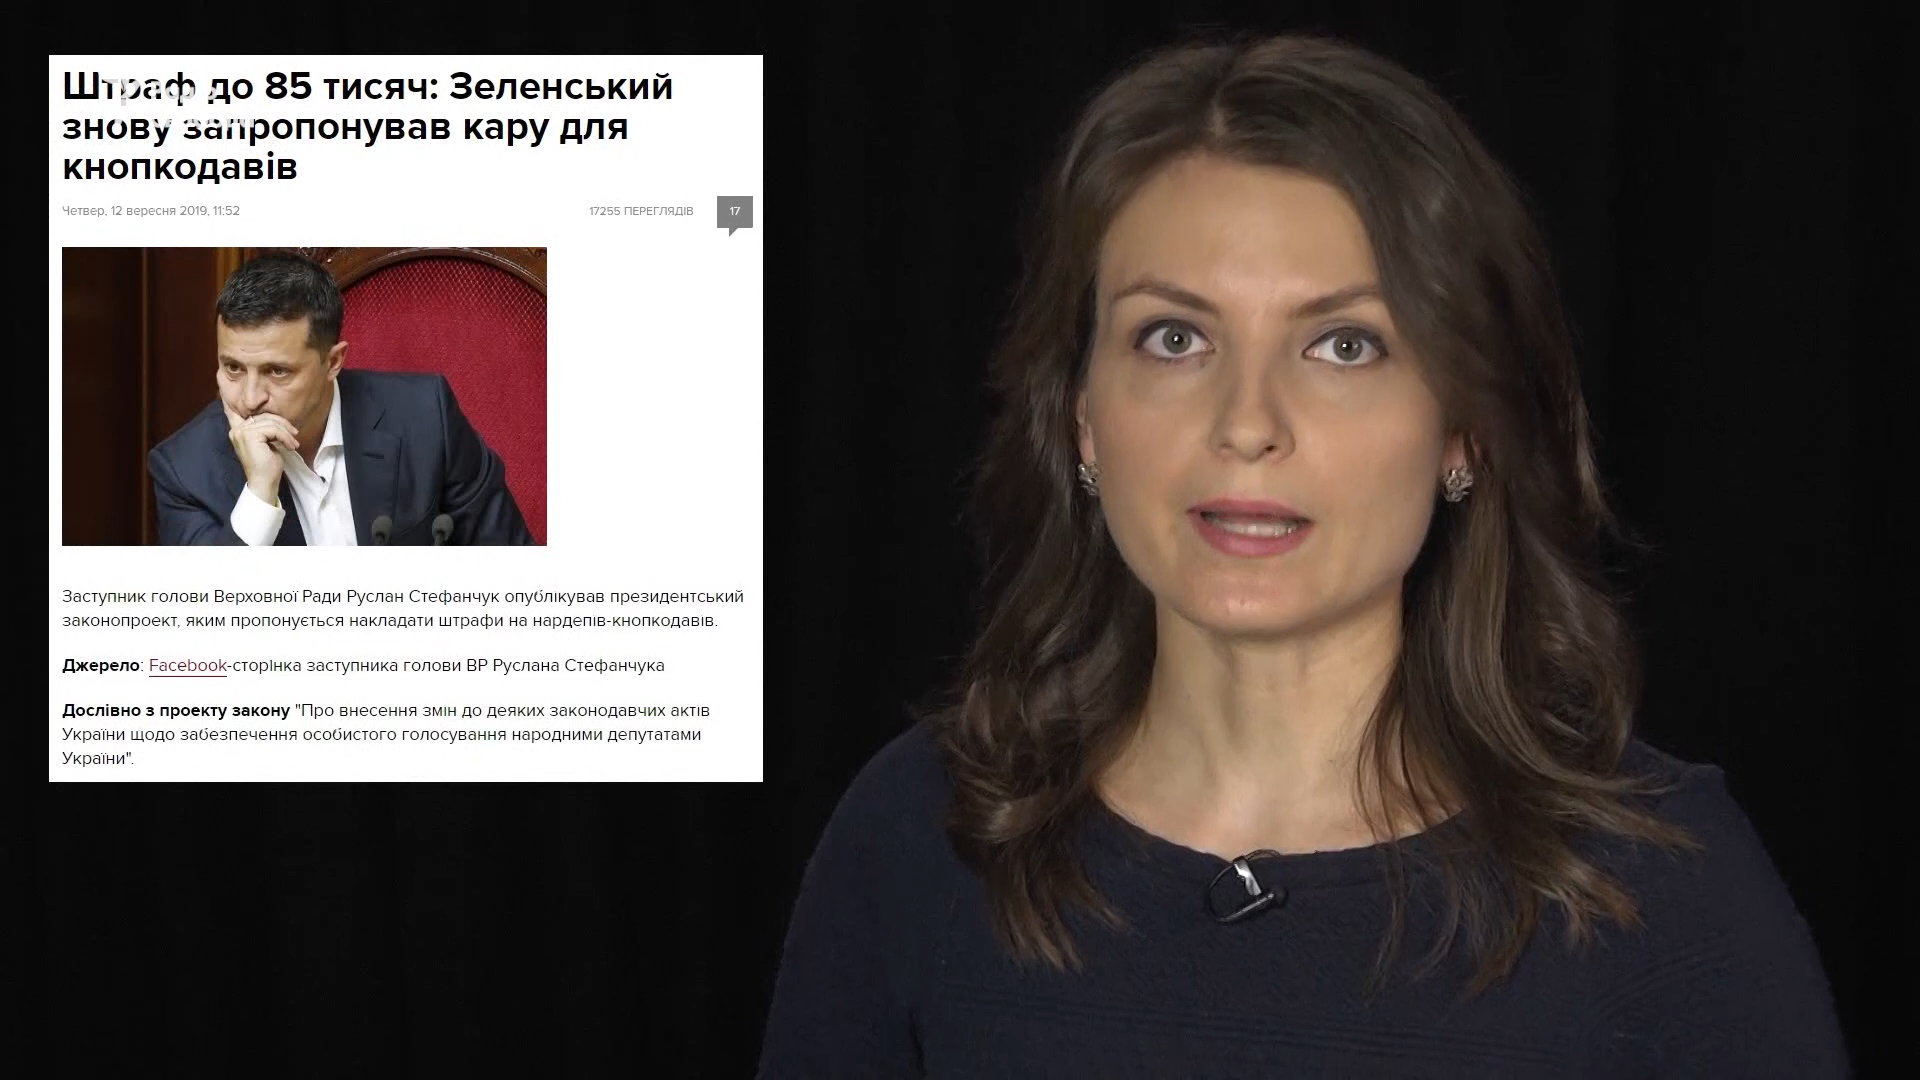 Штраф до 85 тисяч: Зеленський
знову запропонував кару для
кнопкодавів
Четвер, 12 вересня 2019, 11:52
17255 ПЕРЕГЛЯДІВ
17
Заступник голови Верховної Ради Руслан Стефанчук опублікував президентський
законопроект, яким пропонується накладати штрафи на нардепів-кнопкодавів.
Джерело: Facebook-сторінка заступника голови ВР Руслана Стефанчука
Дослівно з проекту закону "Про внесення змін до деяких законодавчих актів
України щодо забезпечення особистого голосування народними депутатами
України".